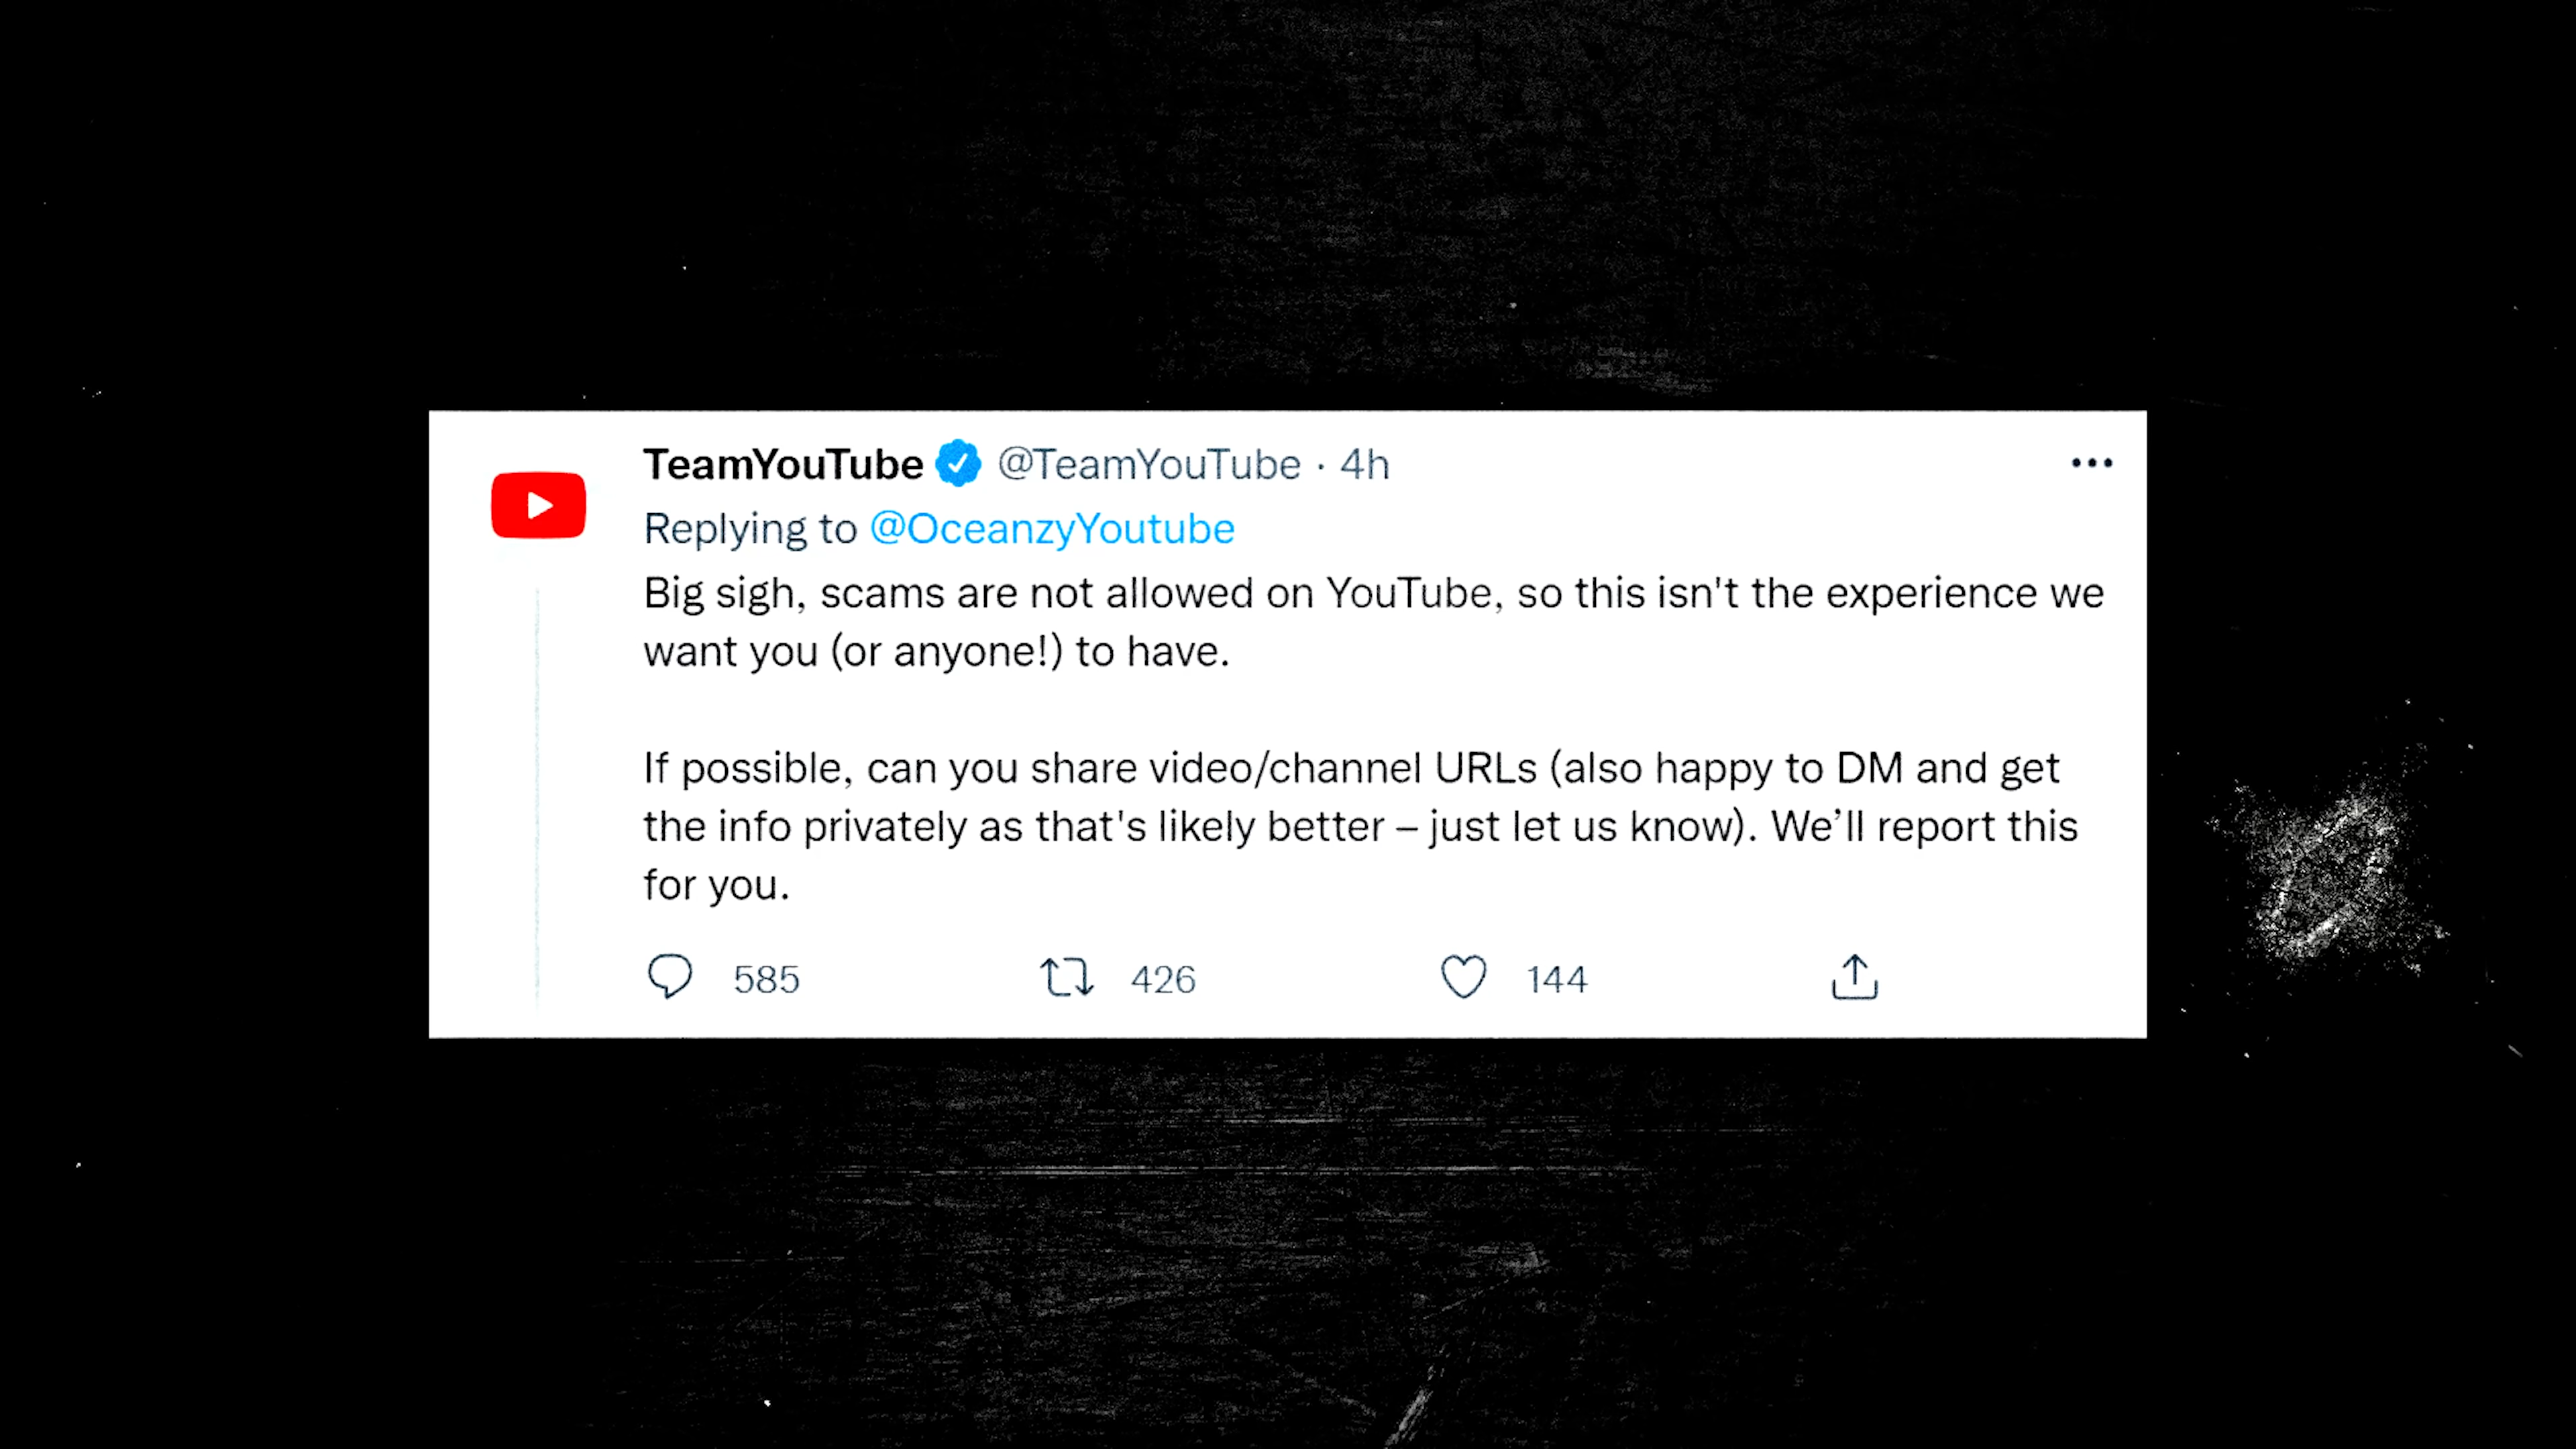 TeamYouTube @TeamYouTube · 4h
Replying to @OceanzyYoutube
Big sigh, scams are not allowed on YouTube, so this isn't the experience we
want you (or anyone!) to have.
If possible, can you share video/channel URLs (also happy to DM and get
the info privately as that's likely better – just let us know). We’ll report this
for you.
585 426 144